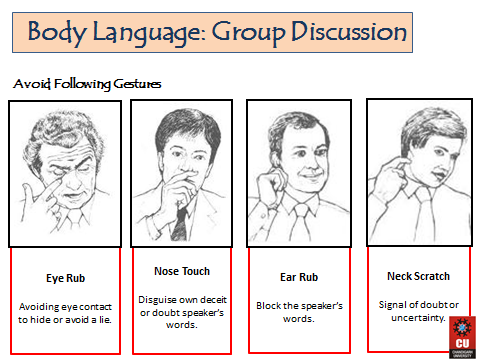 Body Language: Group Discussion
Avoid Following Gestures
Eye Rub
Avoiding eye contact
to hide or avoid a lie.
Nose Touch
Disguise own deceit
or doubt speaker's
words.
Ear Rub
Block the speaker's
words.
Neck Scratch
Signal of doubt or
uncertainty.
CU
CHANDIGARH
UNIVERSITY